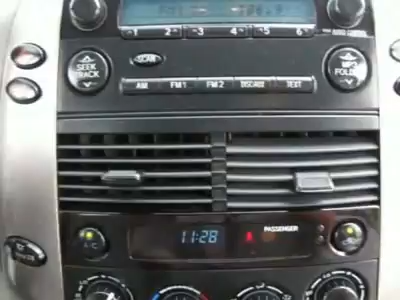 1 2 3 4 5 6
SEEK TRACK
SCAN
MP3 FOLDER
AM FM1 FM2 DISC·AUX TEXT
11:28 PASSENGER
A/C